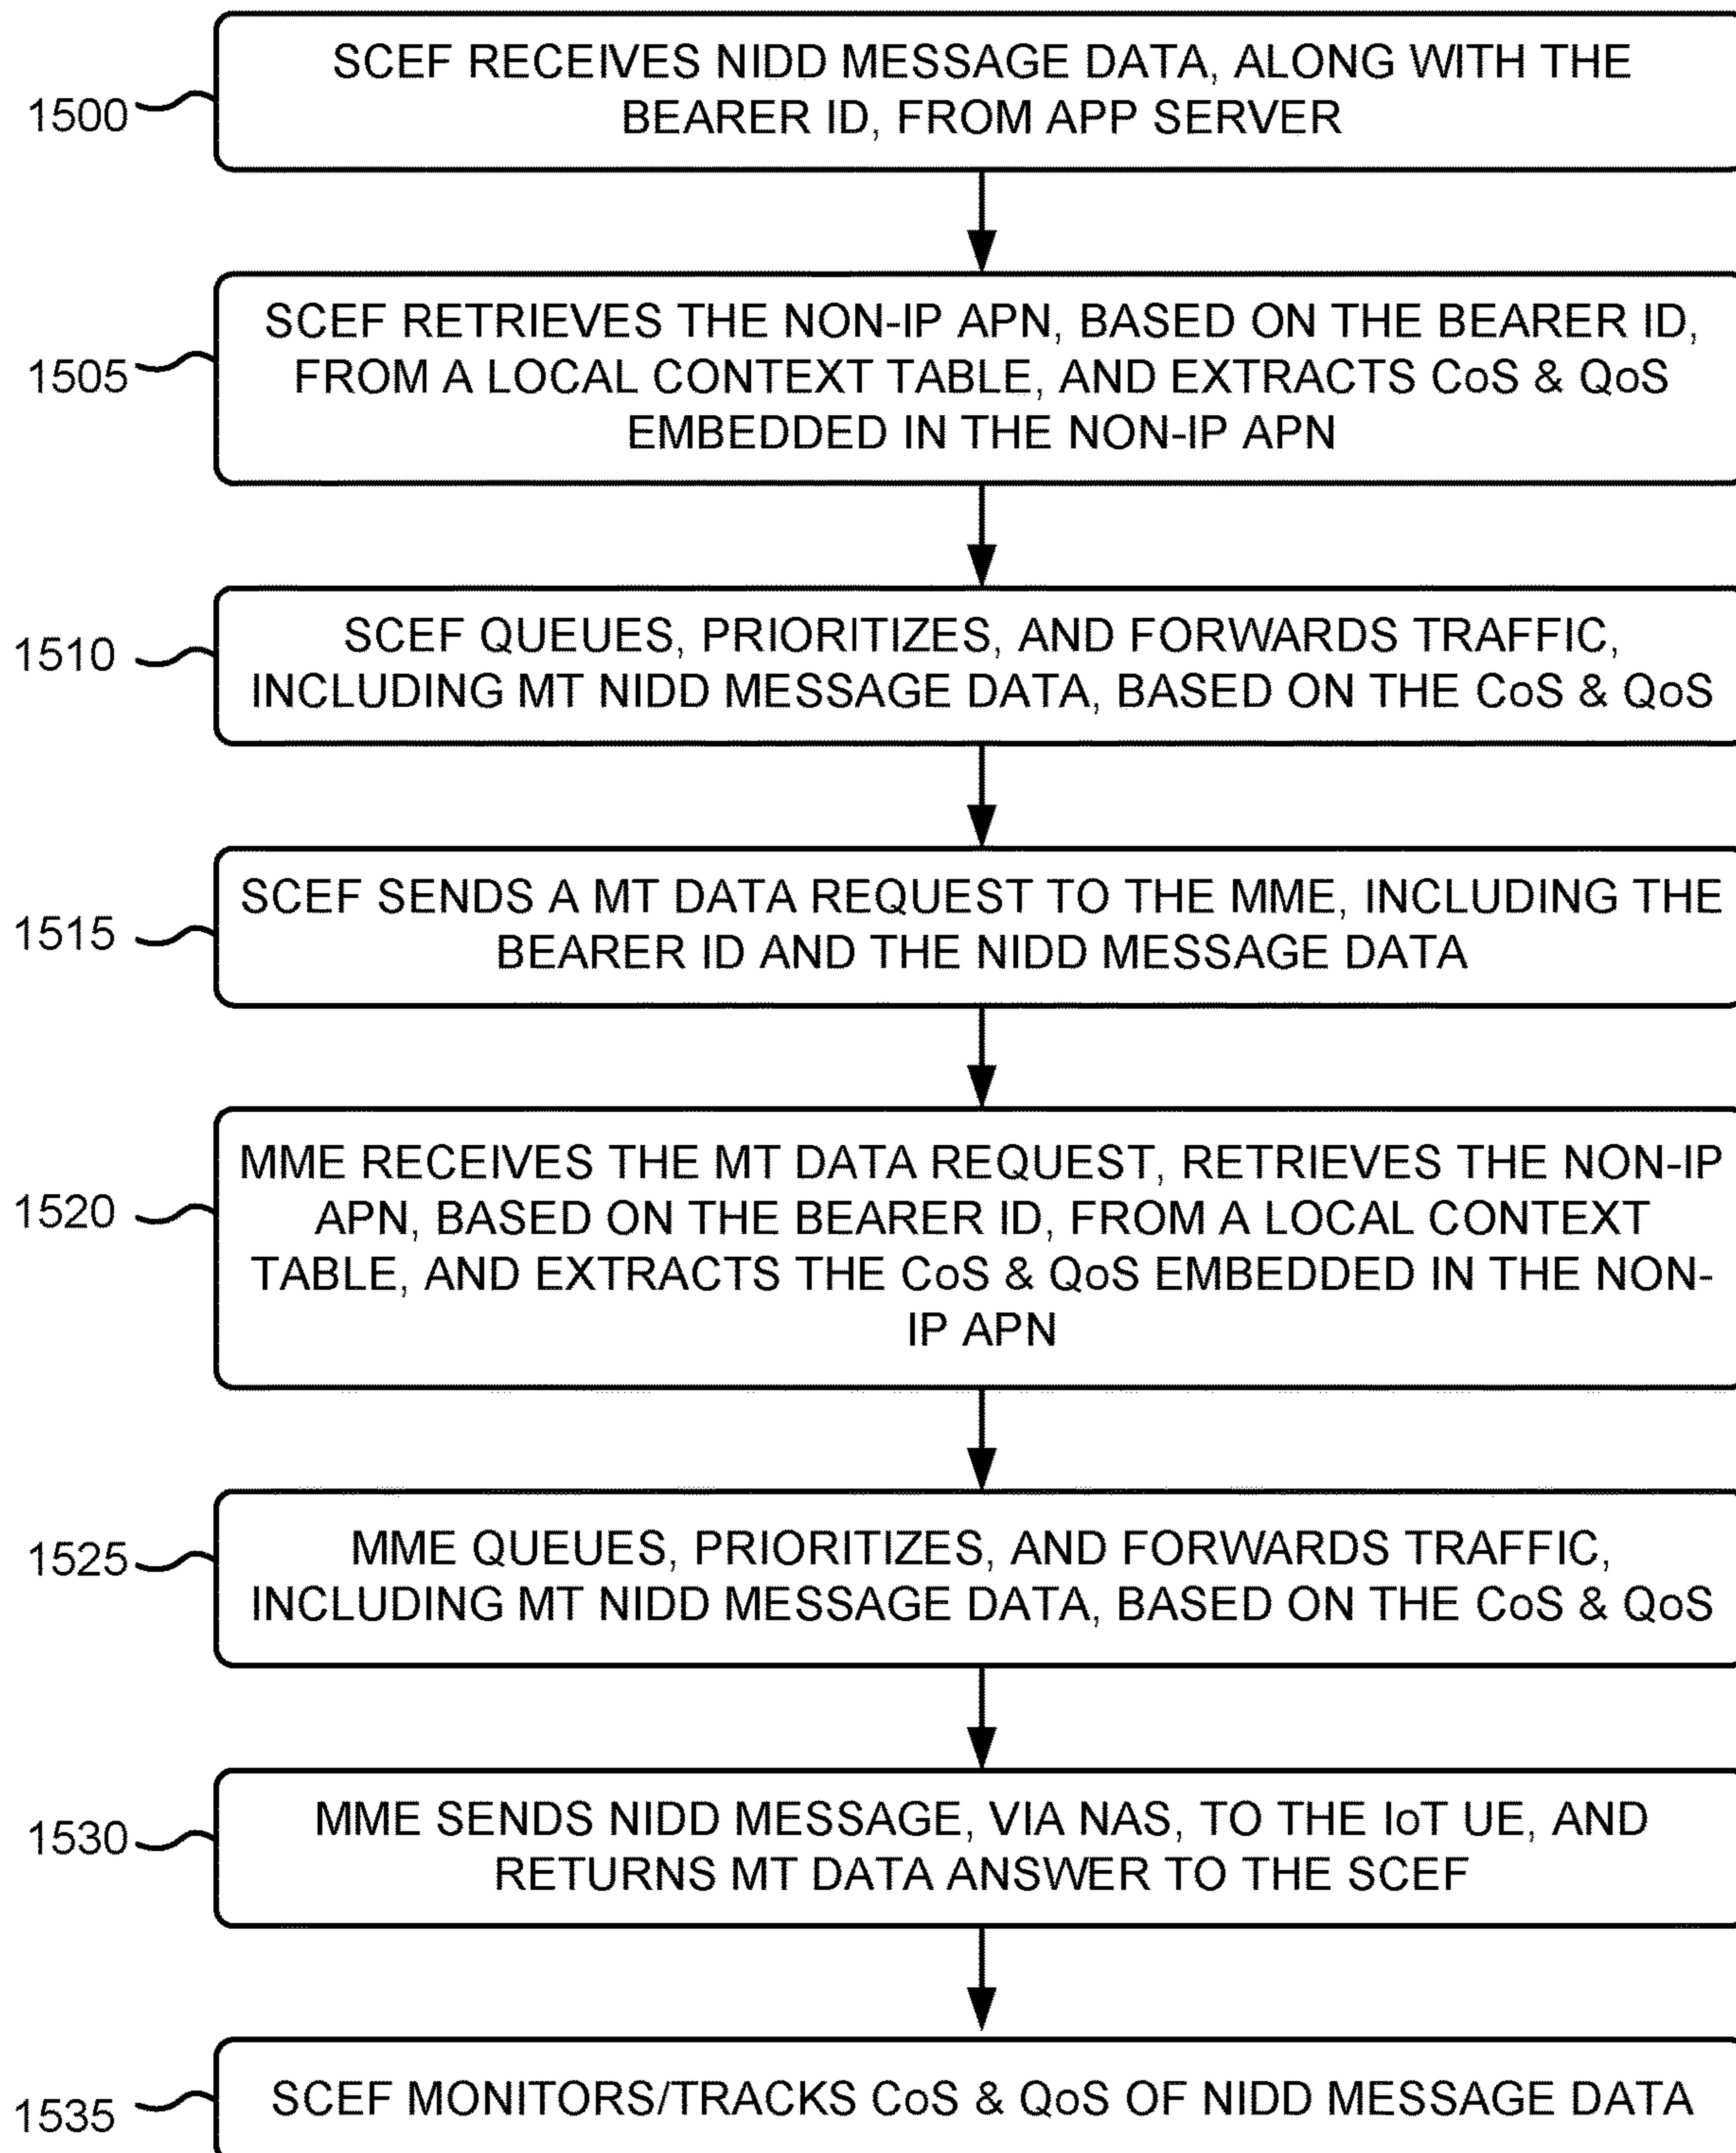 1500
SCEF RECEIVES NIDD MESSAGE DATA, ALONG WITH THE
BEARER ID, FROM APP SERVER
1505
SCEF RETRIEVES THE NON-IP APN, BASED ON THE BEARER ID,
FROM A LOCAL CONTEXT TABLE, AND EXTRACTS CoS & QoS
EMBEDDED IN THE NON-IP APN
1510
SCEF QUEUES, PRIORITIZES, AND FORWARDS TRAFFIC,
INCLUDING MT NIDD MESSAGE DATA, BASED ON THE CoS & QoS
1515
SCEF SENDS A MT DATA REQUEST TO THE MME, INCLUDING THE
BEARER ID AND THE NIDD MESSAGE DATA
1520
MME RECEIVES THE MT DATA REQUEST, RETRIEVES THE NON-IP
APN, BASED ON THE BEARER ID, FROM A LOCAL CONTEXT
TABLE, AND EXTRACTS THE CoS & QoS EMBEDDED IN THE NON-
IP APN
1525
MME QUEUES, PRIORITIZES, AND FORWARDS TRAFFIC,
INCLUDING MT NIDD MESSAGE DATA, BASED ON THE CoS & QoS
1530
MME SENDS NIDD MESSAGE, VIA NAS, TO THE IoT UE, AND
RETURNS MT DATA ANSWER TO THE SCEF
1535
SCEF MONITORS/TRACKS CoS & QoS OF NIDD MESSAGE DATA